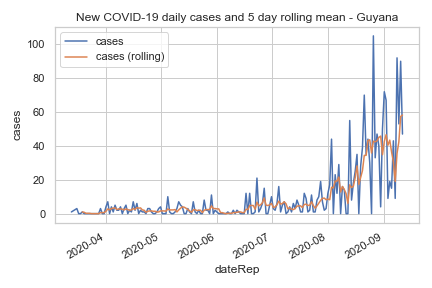 New COVID-19 daily cases and 5 day rolling mean - Guyana
cases
cases (rolling)
100
80
60
40
20
0
cases
2020-04
2020-05
2020-06
2020-07
2020-08
2020-09
dateRep